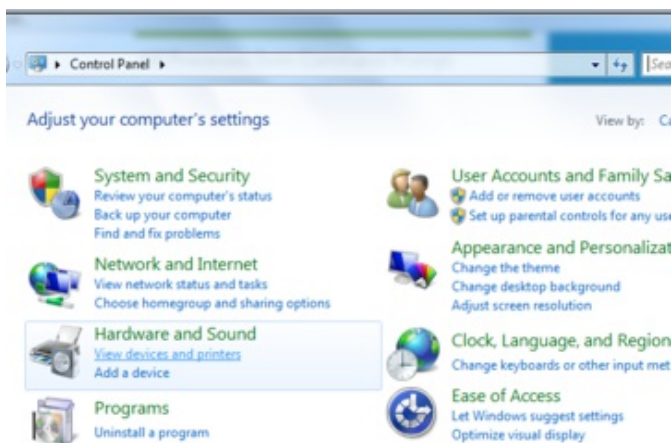 Control Panel
Sea
Adjust your computer's settings
View by: Ca
System and Security
Review your computer's status
Back up your computer
Find and fix problems
Network and Internet
View network status and tasks
Choose homegroup and sharing options
Hardware and Sound
View devices and printers
Add a device
Programs
Uninstall a program
User Accounts and Family Sa
Add or remove user accounts
Set up parental controls for any use
Appearance and Personalizat
Change the theme
Change desktop background
Adjust screen resolution
Clock, Language, and Region
Change keyboards or other input met
Ease of Access
Let Windows suggest settings
Optimize visual display